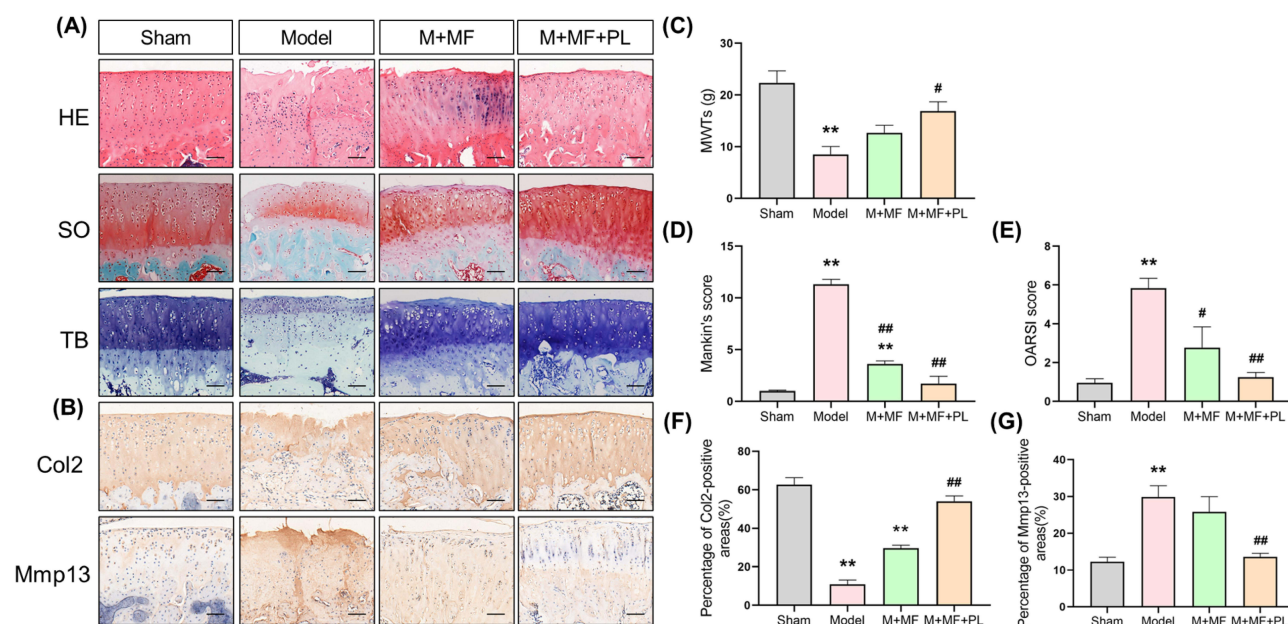 (A)
Sham Model M+MF M+MF+PL
HE
SO
TB
(B)
Col2
Mmp13
(C)
MWTs (g)
30
20
10
0
**
#
Sham Model M+MF M+MF+PL
(D)
Mankin's score
15
10
5
0
**
##
**
##
Sham Model M+MF M+MF+PL
(E)
OARSI score
8
6
4
2
0
**
#
##
Sham Model M+MF M+MF+PL
(F)
Percentage of Col2-positive
areas(%)
80
60
40
20
0
**
**
##
Sham Model M+MF M+MF+PL
(G)
Percentage of Mmp13-positive
areas(%)
40
30
20
10
0
**
##
Sham Model M+MF M+MF+PL